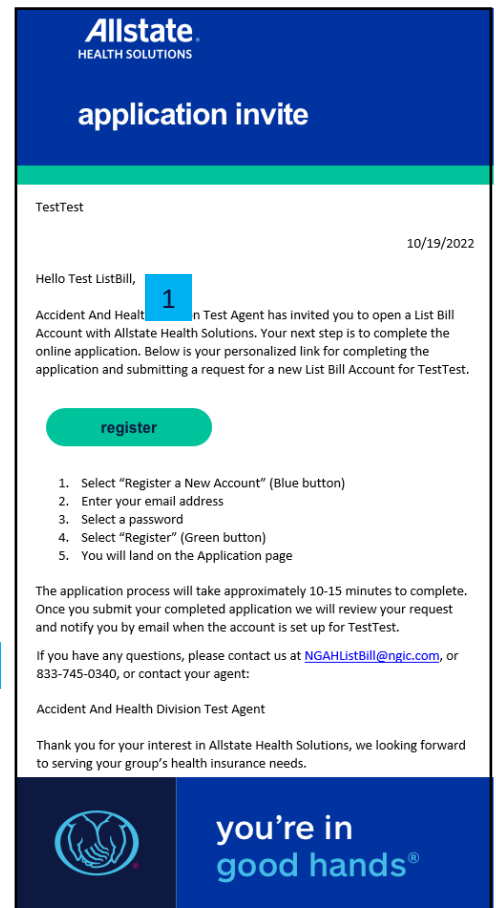 Allstate.
HEALTH SOLUTIONS
application invite
TestTest
10/19/2022
Hello Test ListBill,
1
Accident And Healt n Test Agent has invited you to open a List Bill
Account with Allstate Health Solutions. Your next step is to complete the
online application. Below is your personalized link for completing the
application and submitting a request for a new List Bill Account for TestTest.
register
1. Select “Register a New Account” (Blue button)
2. Enter your email address
3. Select a password
4. Select “Register” (Green button)
5. You will land on the Application page
The application process will take approximately 10-15 minutes to complete.
Once you submit your completed application we will review your request
and notify you by email when the account is set up for TestTest.
If you have any questions, please contact us at NGAHListBill@ngic.com, or
833-745-0340, or contact your agent:
Accident And Health Division Test Agent
Thank you for your interest in Allstate Health Solutions, we looking forward
to serving your group’s health insurance needs.
you’re in
good hands®